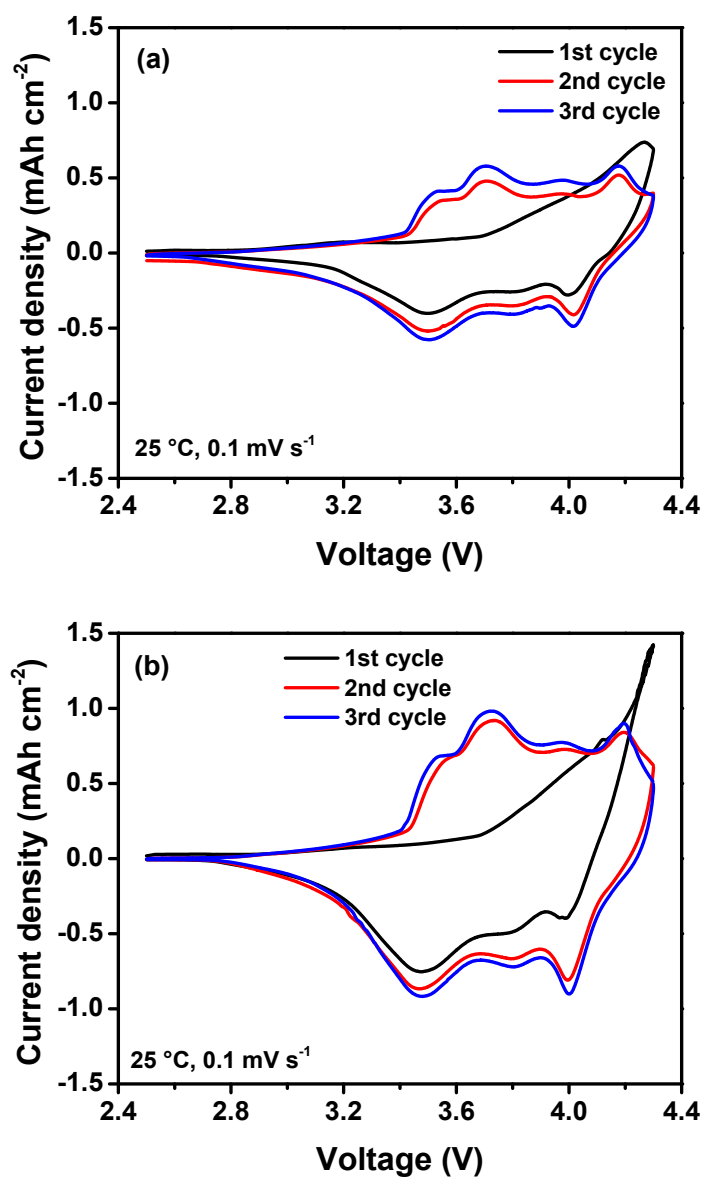 (a)
1st cycle
2nd cycle
3rd cycle
Current density (mAh cm⁻²)
1.5
1.0
0.5
0.0
-0.5
-1.0
-1.5
25 °C, 0.1 mV s⁻¹
2.4 2.8 3.2 3.6 4.0 4.4
Voltage (V)
(b)
1st cycle
2nd cycle
3rd cycle
Current density (mAh cm⁻²)
1.5
1.0
0.5
0.0
-0.5
-1.0
-1.5
25 °C, 0.1 mV s⁻¹
2.4 2.8 3.2 3.6 4.0 4.4
Voltage (V)